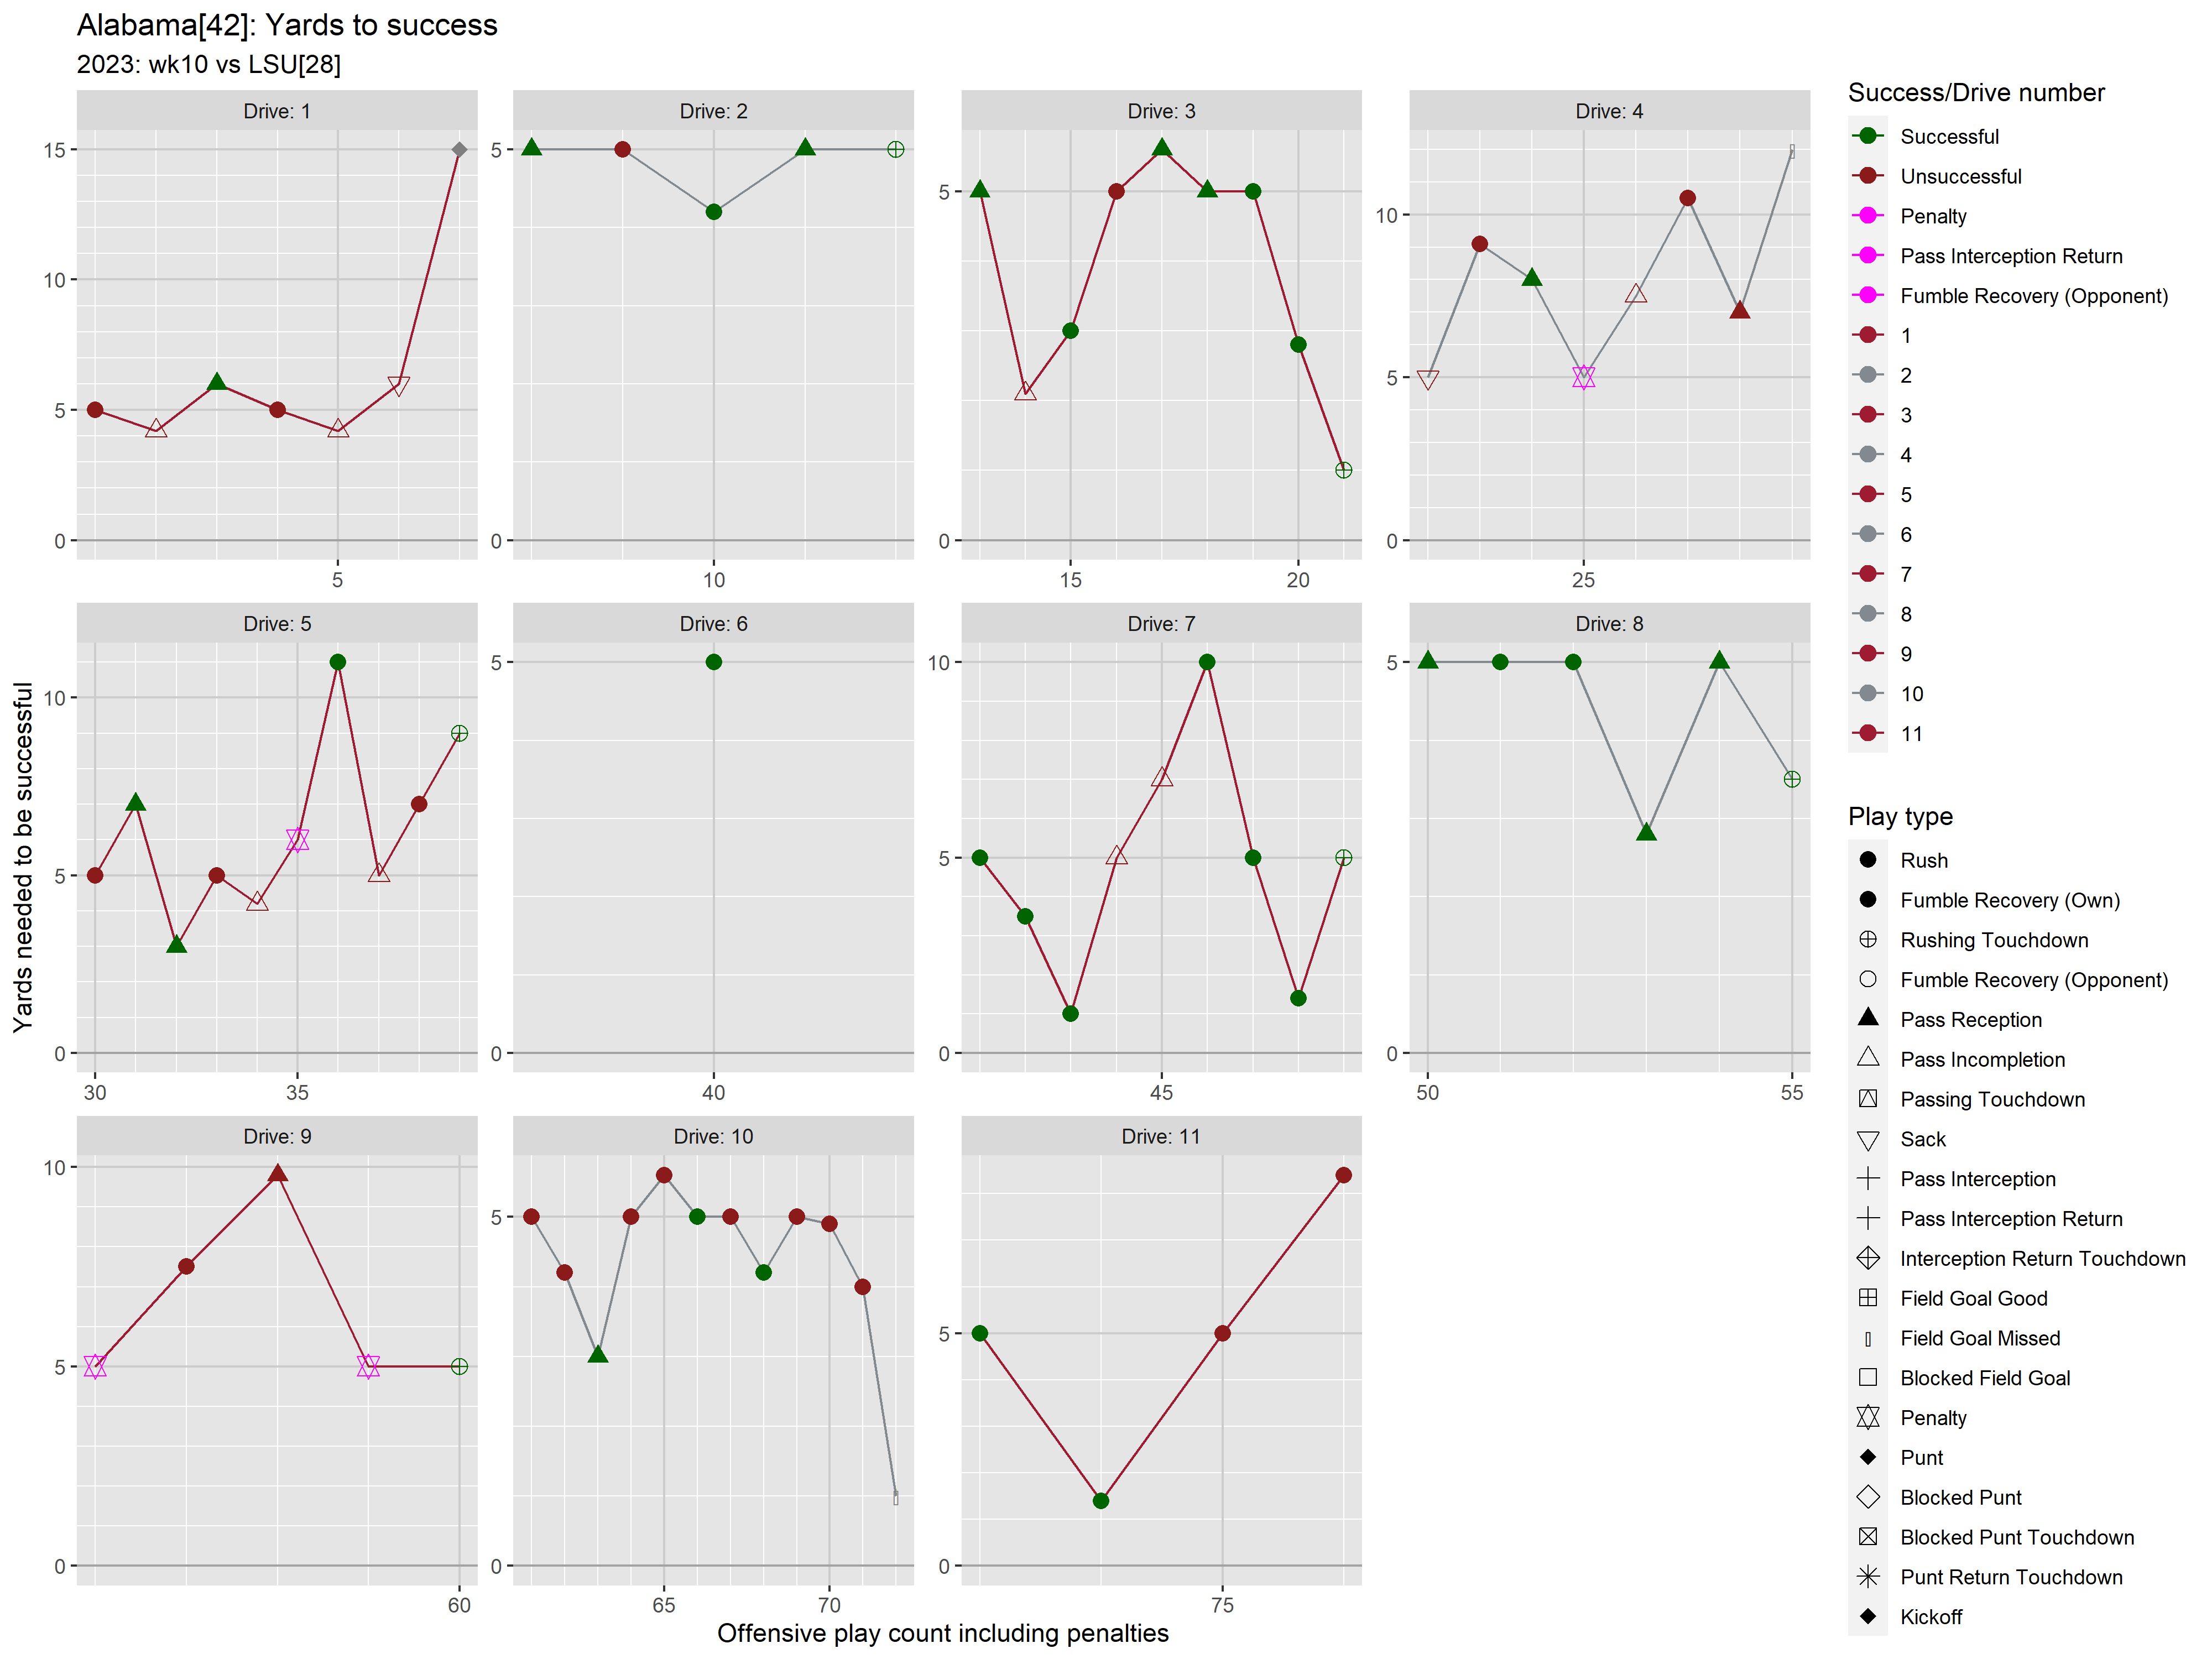 Alabama[42]: Yards to success
2023: wk10 vs LSU[28]
Drive: 1
Drive: 2
Drive: 3
Drive: 4
15
10
5
0
5
5
0
10
5
0
15
20
10
5
0
25
Drive: 5
Drive: 6
Drive: 7
Drive: 8
10
5
0
30
35
5
0
40
10
5
0
45
5
0
50
55
Drive: 9
Drive: 10
Drive: 11
10
5
0
60
5
0
65
70
5
0
75
Yards needed to be successful
Offensive play count including penalties
Success/Drive number
Successful
Unsuccessful
Penalty
Pass Interception Return
Fumble Recovery (Opponent)
1
2
3
4
5
6
7
8
9
10
11
Play type
Rush
Fumble Recovery (Own)
Rushing Touchdown
Fumble Recovery (Opponent)
Pass Reception
Pass Incompletion
Passing Touchdown
Sack
Pass Interception
Pass Interception Return
Interception Return Touchdown
Field Goal Good
Field Goal Missed
Blocked Field Goal
Penalty
Punt
Blocked Punt
Blocked Punt Touchdown
Punt Return Touchdown
Kickoff